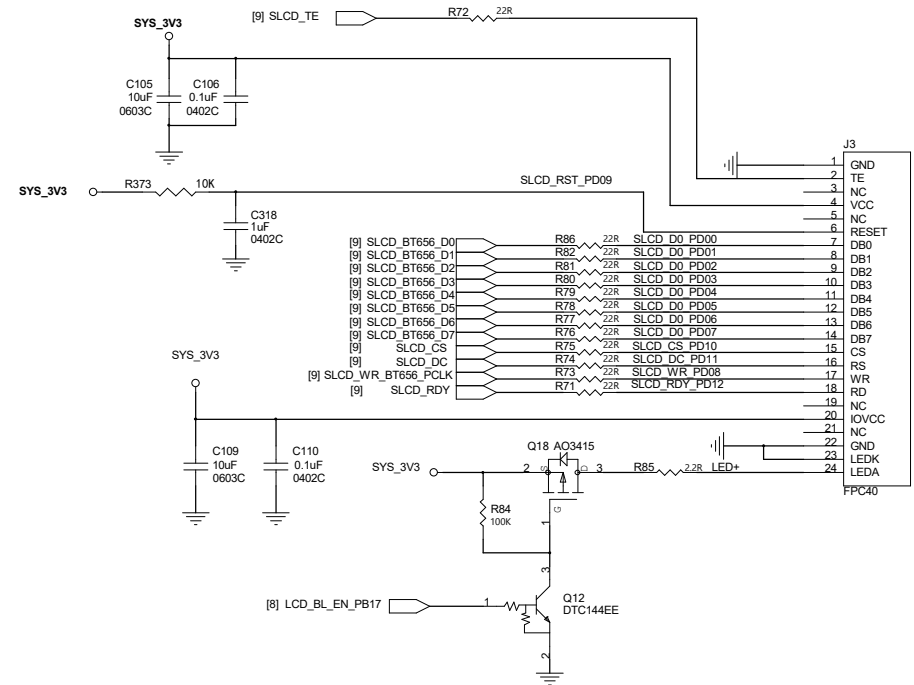 [9] SLCD_TE R72 22R
SYS_3V3
C105 10uF 0603C
C106 0.1uF 0402C
SYS_3V3 R373 10K SLCD_RST_PD09
C318 1uF 0402C
[9] SLCD_BT656_D0 R86 22R SLCD_D0_PD00
[9] SLCD_BT656_D1 R82 22R SLCD_D0_PD01
[9] SLCD_BT656_D2 R81 22R SLCD_D0_PD02
[9] SLCD_BT656_D3 R80 22R SLCD_D0_PD03
[9] SLCD_BT656_D4 R79 22R SLCD_D0_PD04
[9] SLCD_BT656_D5 R78 22R SLCD_D0_PD05
[9] SLCD_BT656_D6 R77 22R SLCD_D0_PD06
[9] SLCD_BT656_D7 R76 22R SLCD_D0_PD07
[9] SLCD_CS R75 22R SLCD_CS_PD10
[9] SLCD_DC R74 22R SLCD_DC_PD11
[9] SLCD_WR_BT656_PCLK R73 22R SLCD_WR_PD08
[9] SLCD_RDY R71 22R SLCD_RDY_PD12
J3
1 GND
2 TE
3 NC
4 VCC
5 NC
6 RESET
7 DB0
8 DB1
9 DB2
10 DB3
11 DB4
12 DB5
13 DB6
14 DB7
15 CS
16 RS
17 WR
18 RD
19 NC
20 IOVCC
21 NC
22 GND
23 LEDK
24 LEDA
FPC40
SYS_3V3
C109 10uF 0603C
C110 0.1uF 0402C
Q18 AO3415
SYS_3V3 2 S D 3 R85 2.2R LED+
G
1
R84 100K
3
Q12
DTC144EE
[8] LCD_BL_EN_PB17 1
2